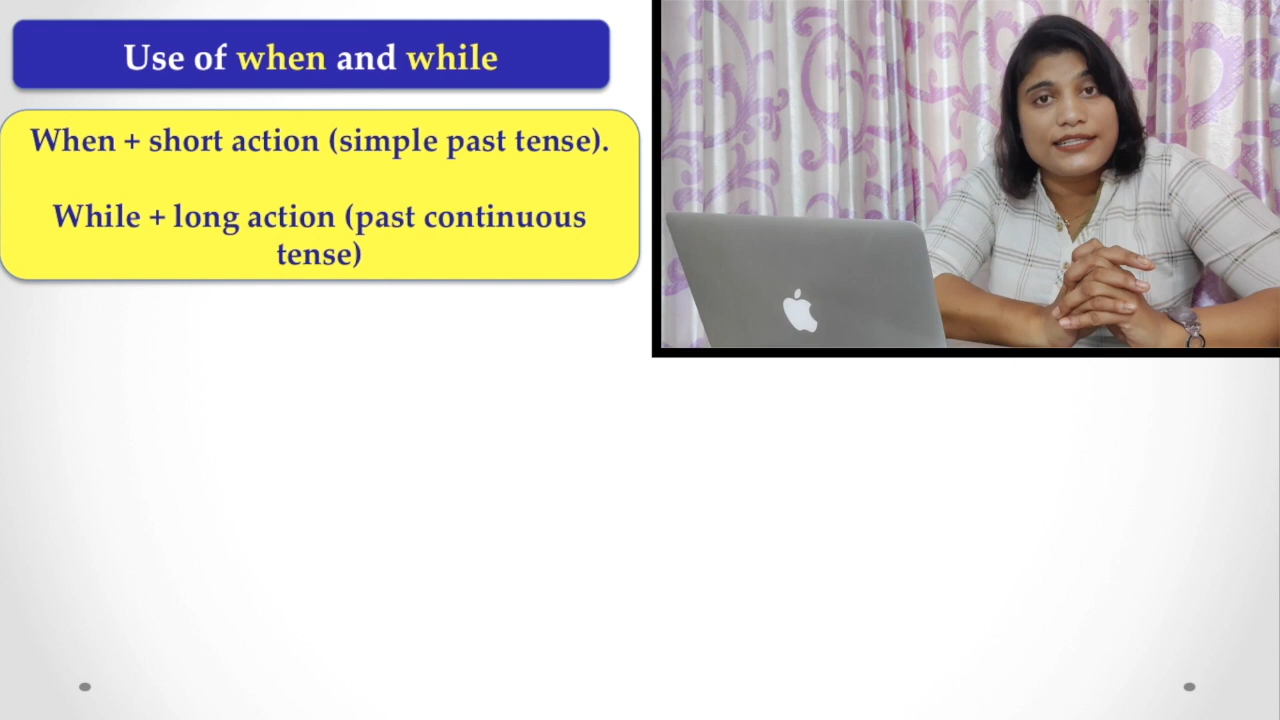 Use of when and while
When + short action (simple past tense).
While + long action (past continuous
tense)